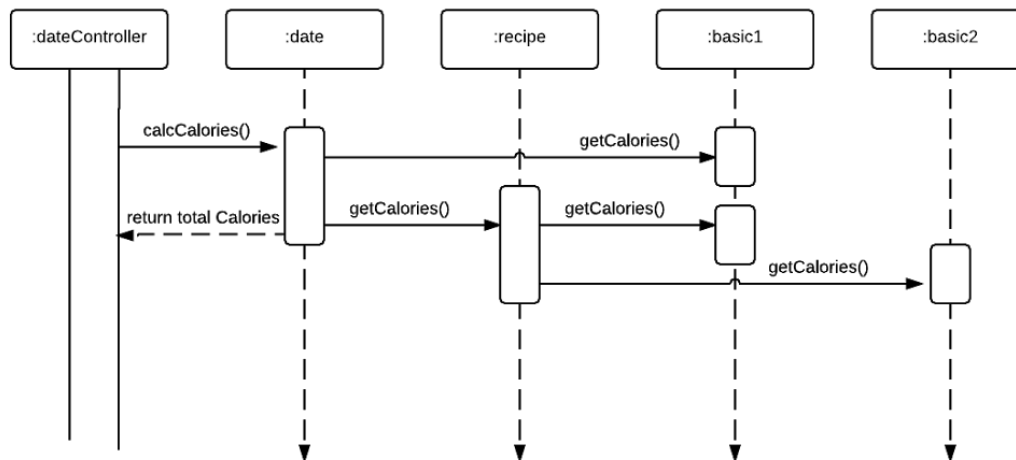 :dateController
:date
:recipe
:basic1
:basic2
calcCalories()
getCalories()
return total Calories
getCalories()
getCalories()
getCalories()